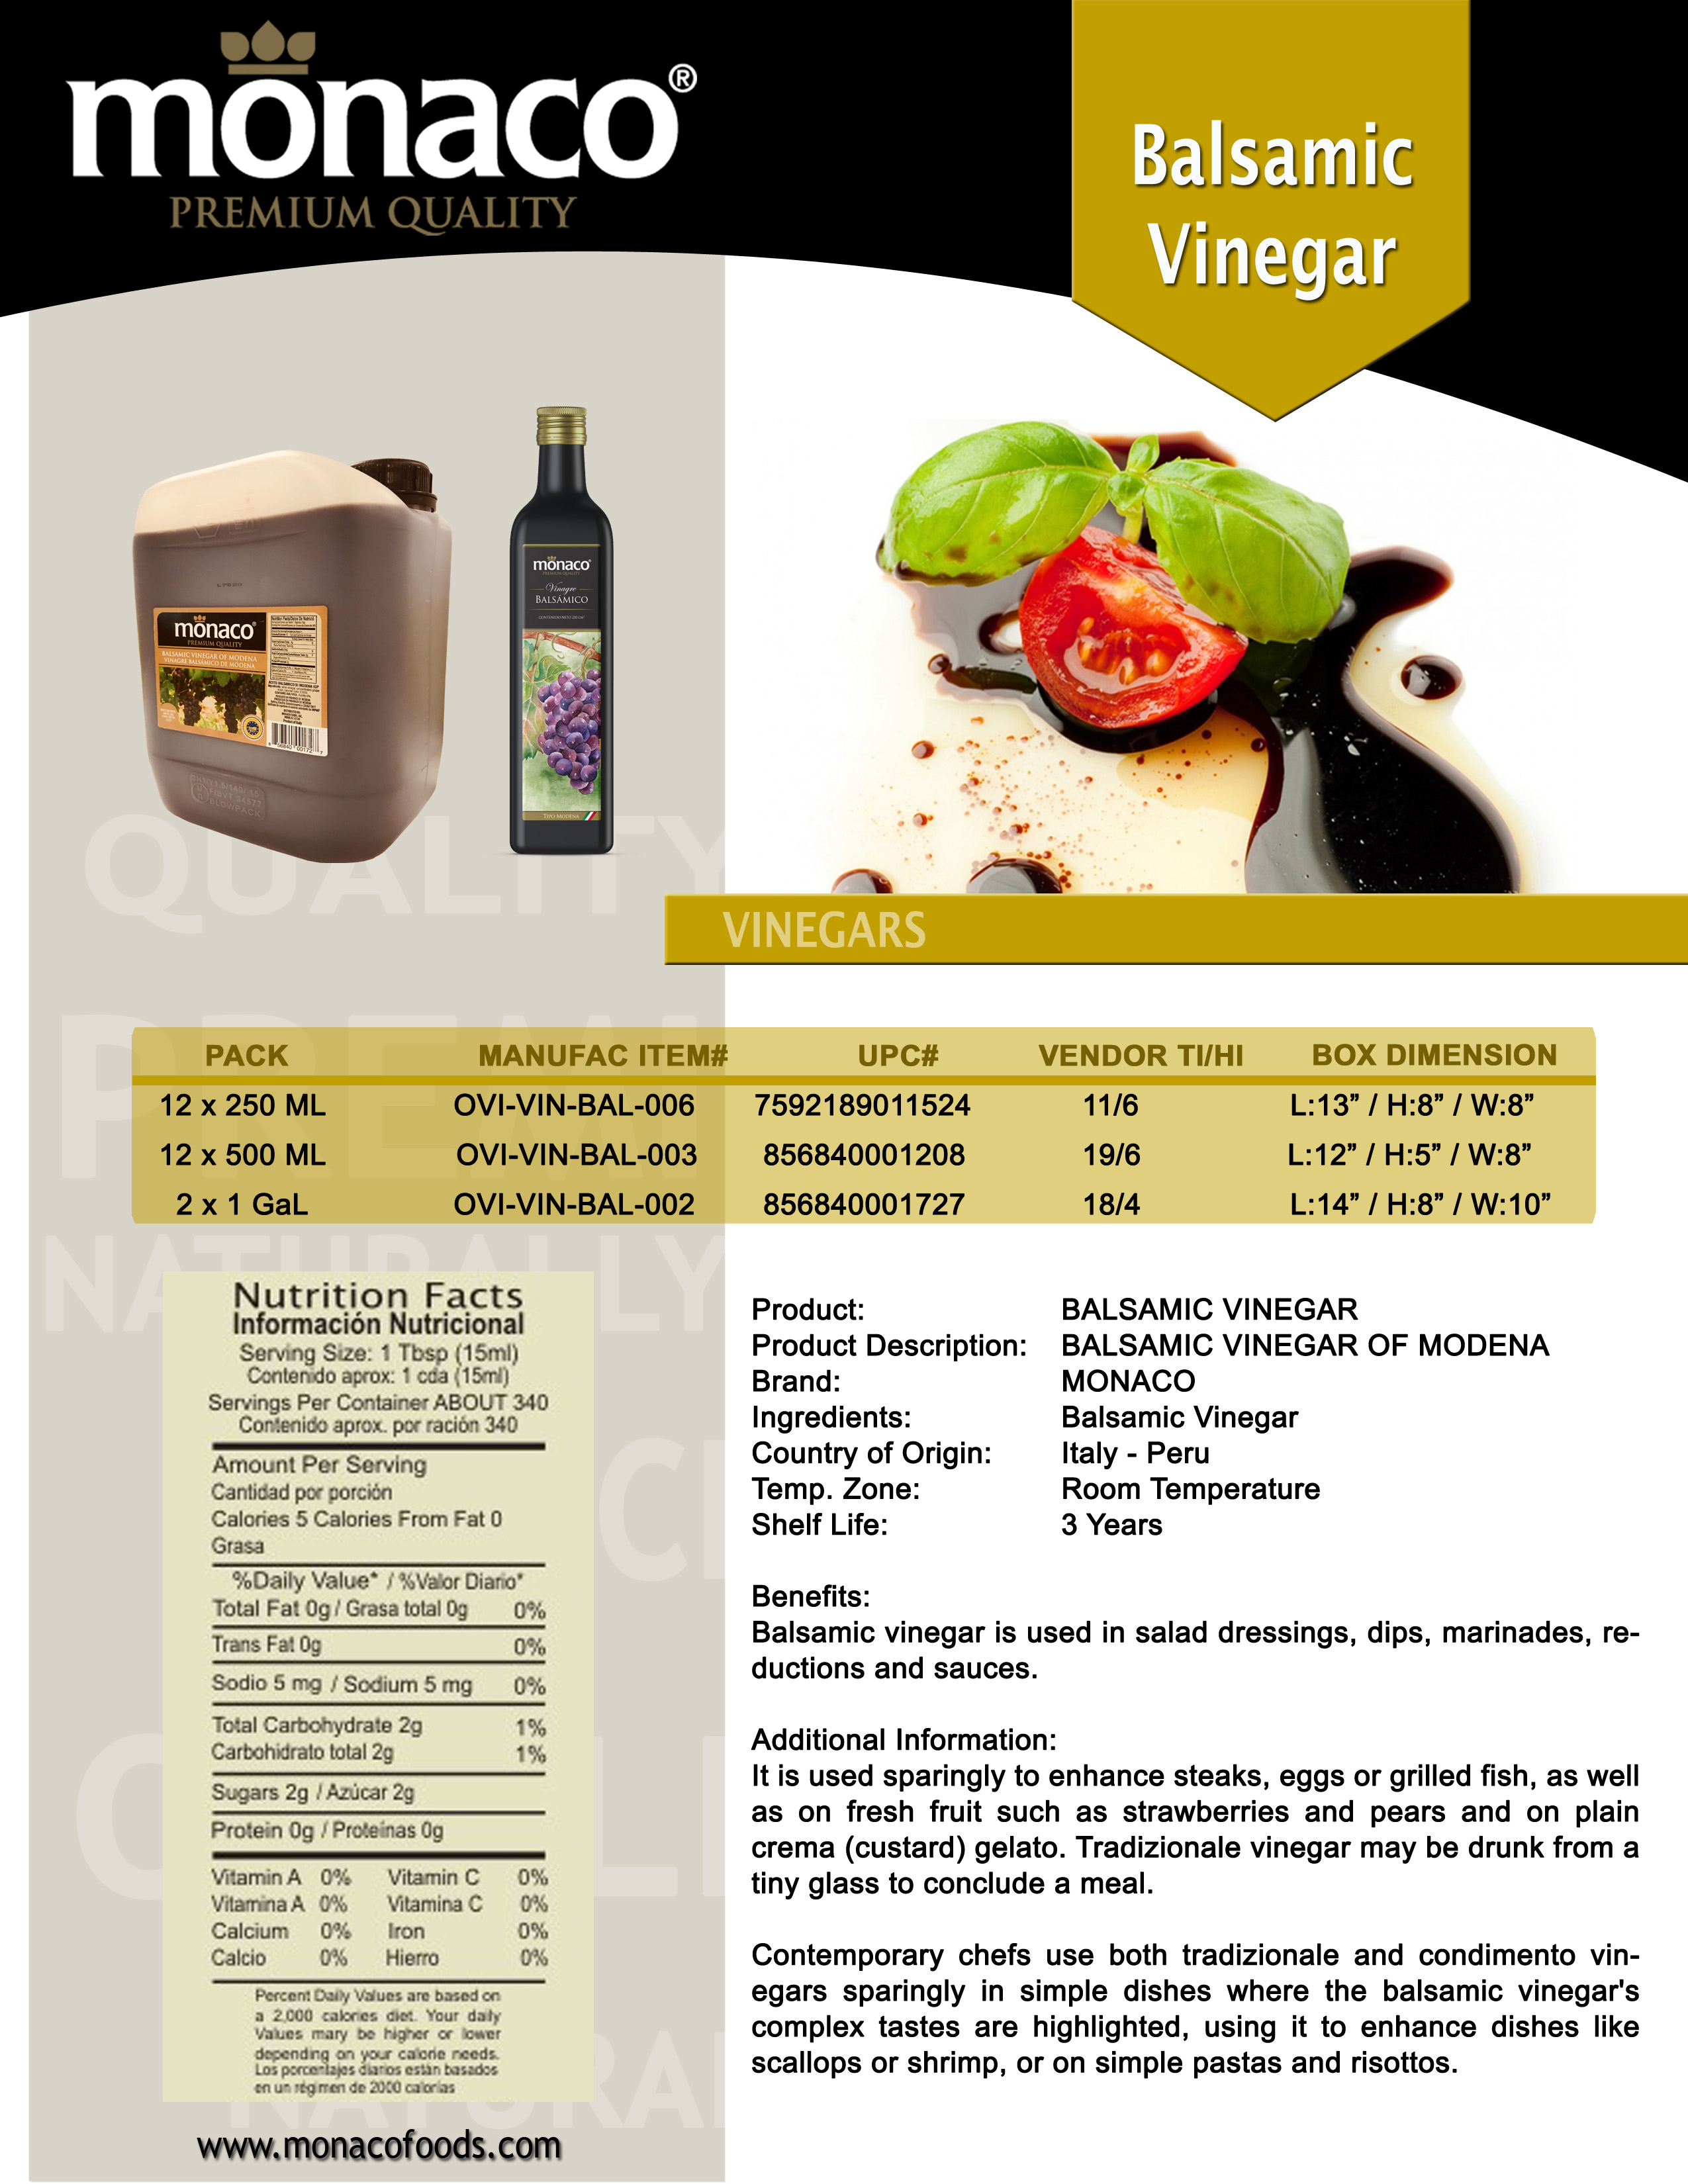 monaco®
PREMIUM QUALITY
Balsamic
Vinegar
monaco®
PREMIUM QUALITY
BALSAMIC VINEGAR OF MODENA
VINAGRE BALSÁMICO DE MÓDENA
monaco®
PREMIUM QUALITY
Vinagre
BALSÁMICO
TIPO MODENA
QUALITY
VINEGARS
PREMI
PACK MANUFAC ITEM# UPC# VENDOR TI/HI BOX DIMENSION
12 x 250 ML OVI-VIN-BAL-006 7592189011524 11/6 L:13” / H:8” / W:8”
12 x 500 ML OVI-VIN-BAL-003 856840001208 19/6 L:12” / H:5” / W:8”
2 x 1 GaL OVI-VIN-BAL-002 856840001727 18/4 L:14” / H:8” / W:10”
NATURALLY
Nutrition Facts
Información Nutricional
Serving Size: 1 Tbsp (15ml)
Contenido aprox: 1 cda (15ml)
Servings Per Container ABOUT 340
Contenido aprox. por ración 340
Amount Per Serving
Cantidad por porción
Calories 5 Calories From Fat 0
Grasa
%Daily Value* / %Valor Diario*
Total Fat 0g / Grasa total 0g 0%
Trans Fat 0g 0%
Sodio 5 mg / Sodium 5 mg 0%
Total Carbohydrate 2g 1%
Carbohidrato total 2g 1%
Sugars 2g / Azúcar 2g
Protein 0g / Proteínas 0g
Vitamin A 0% Vitamin C 0%
Vitamina A 0% Vitamina C 0%
Calcium 0% Iron 0%
Calcio 0% Hierro 0%
Percent Daily Values are based on
a 2,000 calories diet. Your daily
Values mary be higher or lower
depending on your calorie needs.
Los porcentajes diarios están basados
en un régimen de 2000 calorías
www.monacofoods.com
Product: BALSAMIC VINEGAR
Product Description: BALSAMIC VINEGAR OF MODENA
Brand: MONACO
Ingredients: Balsamic Vinegar
Country of Origin: Italy - Peru
Temp. Zone: Room Temperature
Shelf Life: 3 Years
Benefits:
Balsamic vinegar is used in salad dressings, dips, marinades, re-
ductions and sauces.
Additional Information:
It is used sparingly to enhance steaks, eggs or grilled fish, as well
as on fresh fruit such as strawberries and pears and on plain
crema (custard) gelato. Tradizionale vinegar may be drunk from a
tiny glass to conclude a meal.
Contemporary chefs use both tradizionale and condimento vin-
egars sparingly in simple dishes where the balsamic vinegar's
complex tastes are highlighted, using it to enhance dishes like
scallops or shrimp, or on simple pastas and risottos.